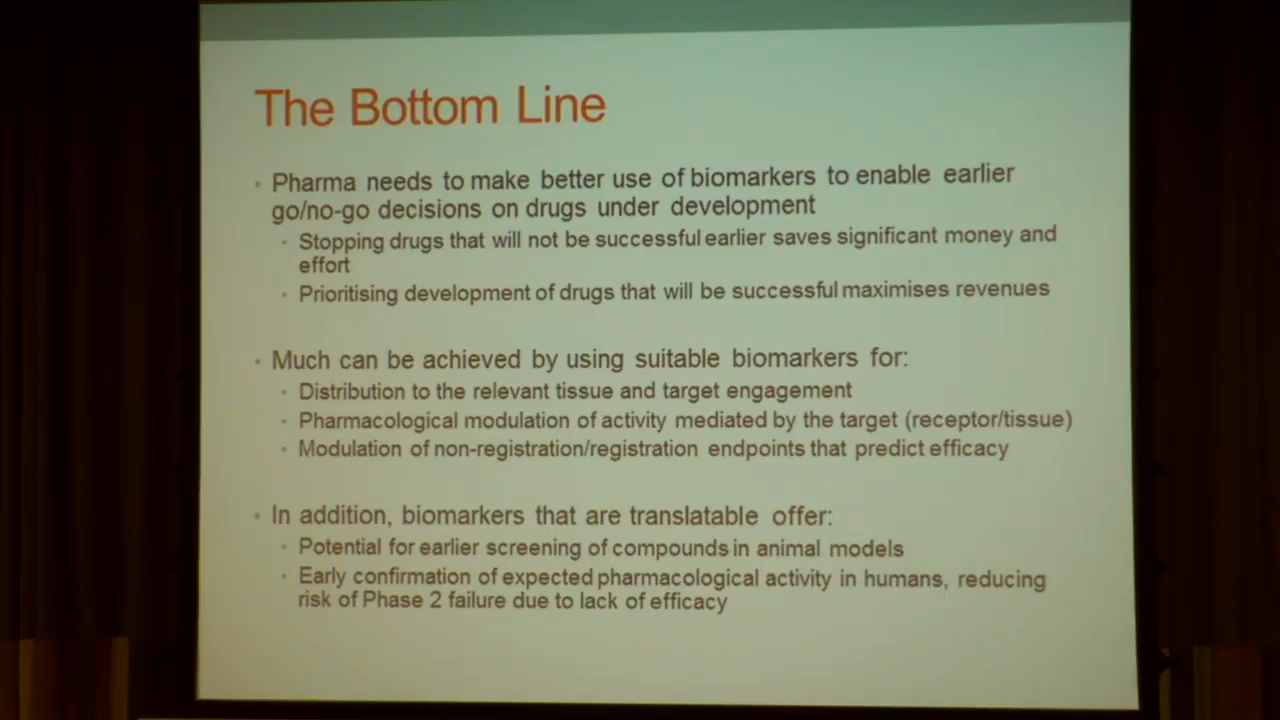 The Bottom Line
• Pharma needs to make better use of biomarkers to enable earlier
go/no-go decisions on drugs under development
• Stopping drugs that will not be successful earlier saves significant money and
effort
• Prioritising development of drugs that will be successful maximises revenues
• Much can be achieved by using suitable biomarkers for:
• Distribution to the relevant tissue and target engagement
• Pharmacological modulation of activity mediated by the target (receptor/tissue)
• Modulation of non-registration/registration endpoints that predict efficacy
• In addition, biomarkers that are translatable offer:
• Potential for earlier screening of compounds in animal models
• Early confirmation of expected pharmacological activity in humans, reducing
risk of Phase 2 failure due to lack of efficacy